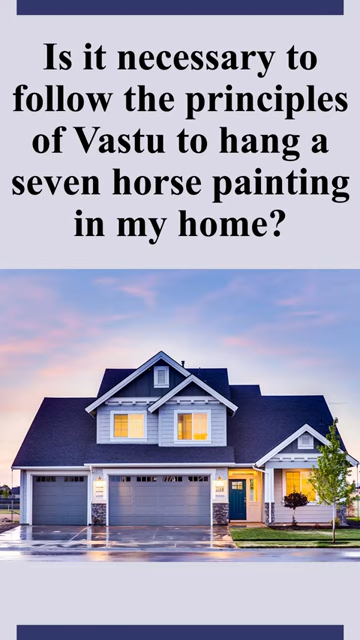 Is it necessary to
follow the principles
of Vastu to hang a
seven horse painting
in my home?